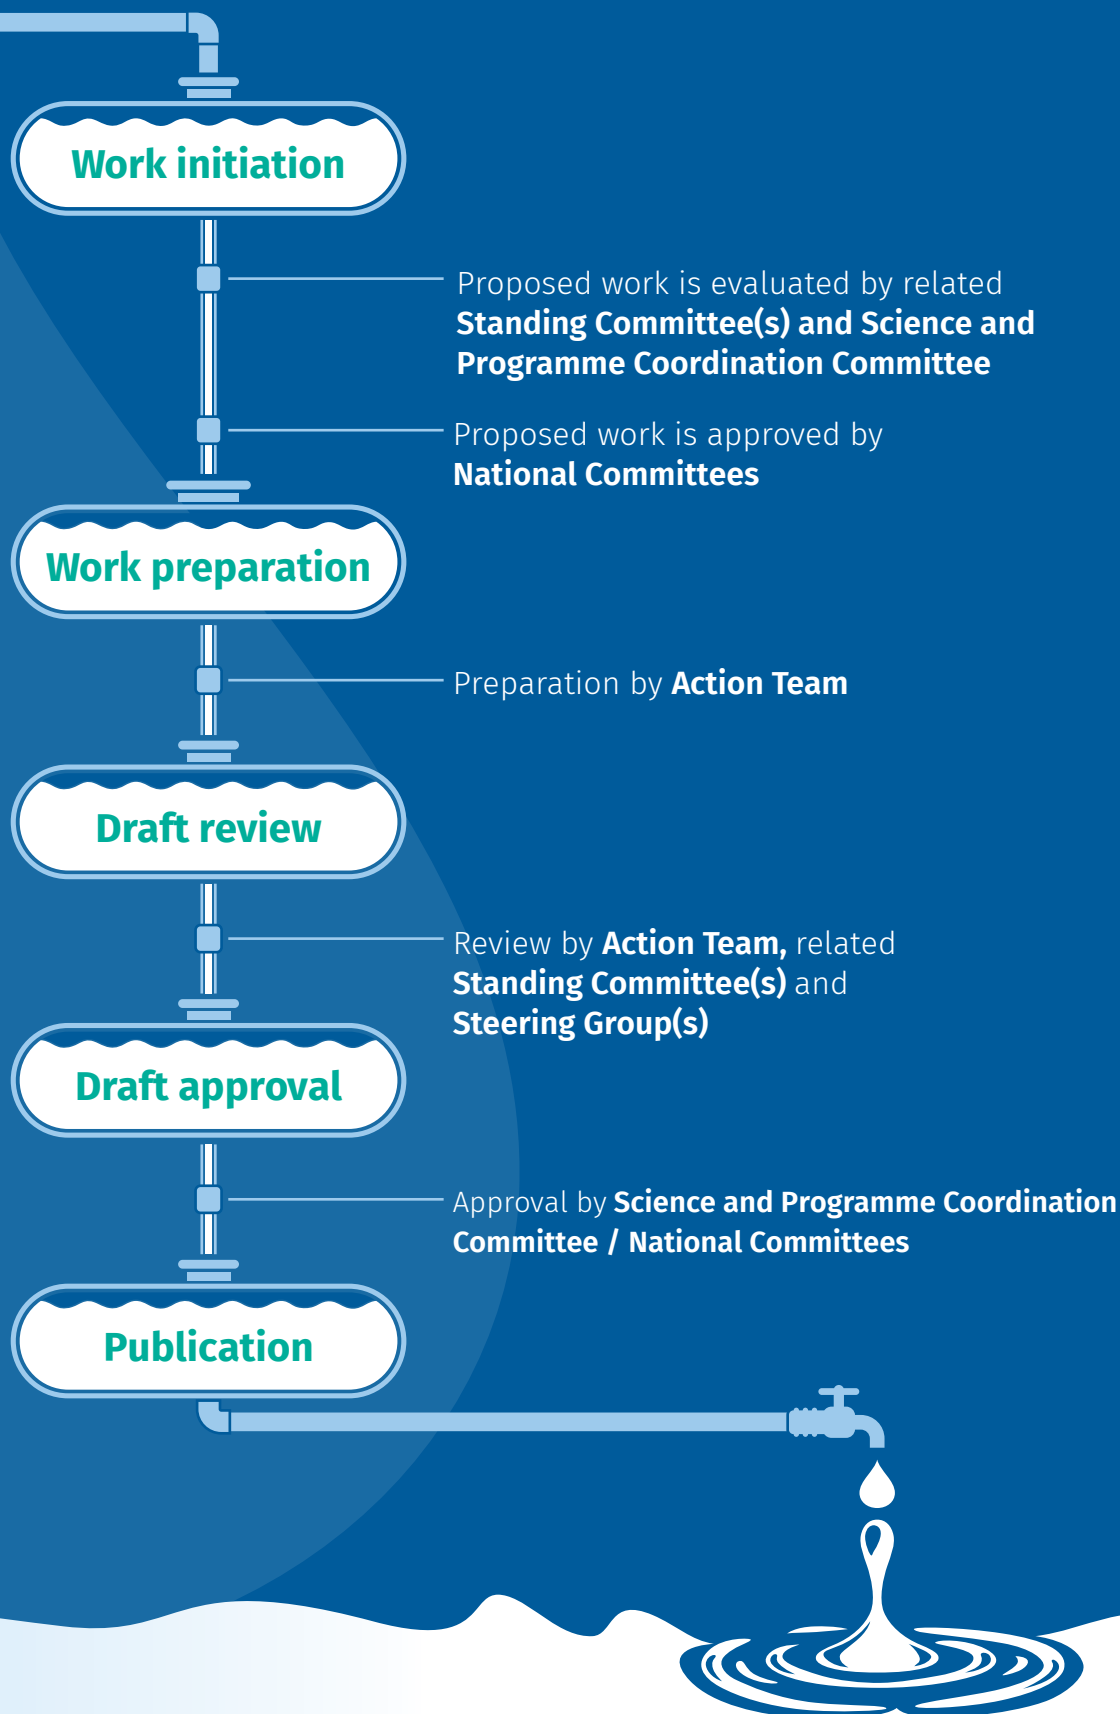 Work initiation
Proposed work is evaluated by related
Standing Committee(s) and Science and
Programme Coordination Committee
Proposed work is approved by
National Committees
Work preparation
Preparation by Action Team
Draft review
Review by Action Team, related
Standing Committee(s) and
Steering Group(s)
Draft approval
Approval by Science and Programme Coordination
Committee / National Committees
Publication